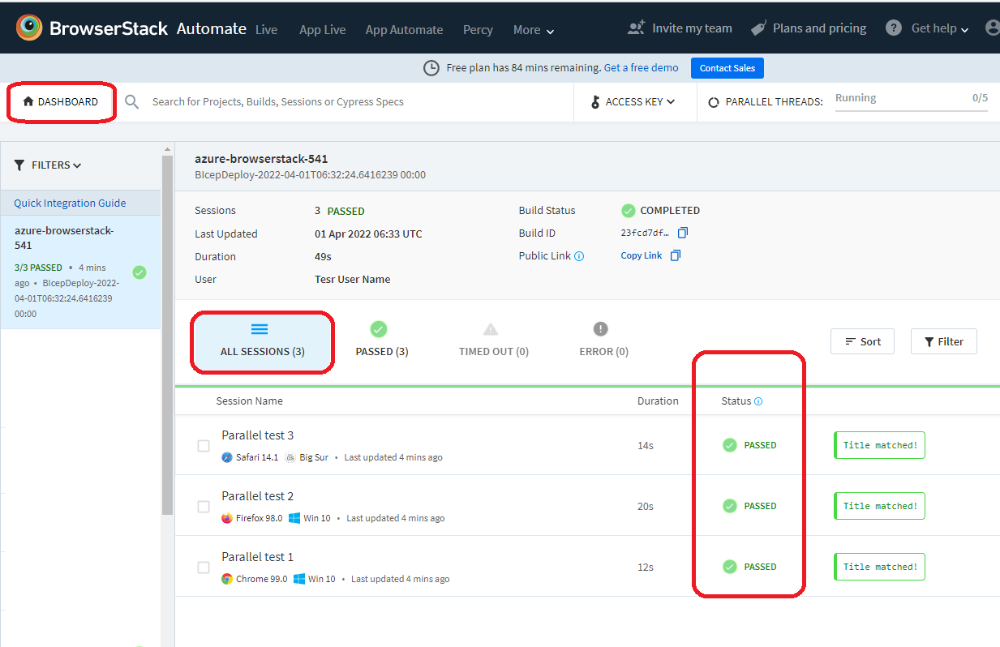 BrowserStack Automate Live App Live App Automate Percy More Invite my team Plans and pricing ? Get help
Free plan has 84 mins remaining. Get a free demo Contact Sales
DASHBOARD Search for Projects, Builds, Sessions or Cypress Specs ACCESS KEY PARALLEL THREADS: Running 0/5
FILTERS
Quick Integration Guide
azure-browserstack-
541
3/3 PASSED • 4 mins
ago • BIcepDeploy-2022-
04-01T06:32:24.6416239
00:00
azure-browserstack-541
BIcepDeploy-2022-04-01T06:32:24.6416239 00:00
Sessions 3 PASSED Build Status COMPLETED
Last Updated 01 Apr 2022 06:33 UTC Build ID 23fcd7df…
Duration 49s Public Link Copy Link
User Tesr User Name
ALL SESSIONS (3) PASSED (3) TIMED OUT (0) ERROR (0) Sort Filter
Session Name Duration Status
Parallel test 3
Safari 14.1 OS Big Sur • Last updated 4 mins ago 14s PASSED Title matched!
Parallel test 2
Firefox 98.0 Win 10 • Last updated 4 mins ago 20s PASSED Title matched!
Parallel test 1
Chrome 99.0 Win 10 • Last updated 4 mins ago 12s PASSED Title matched!